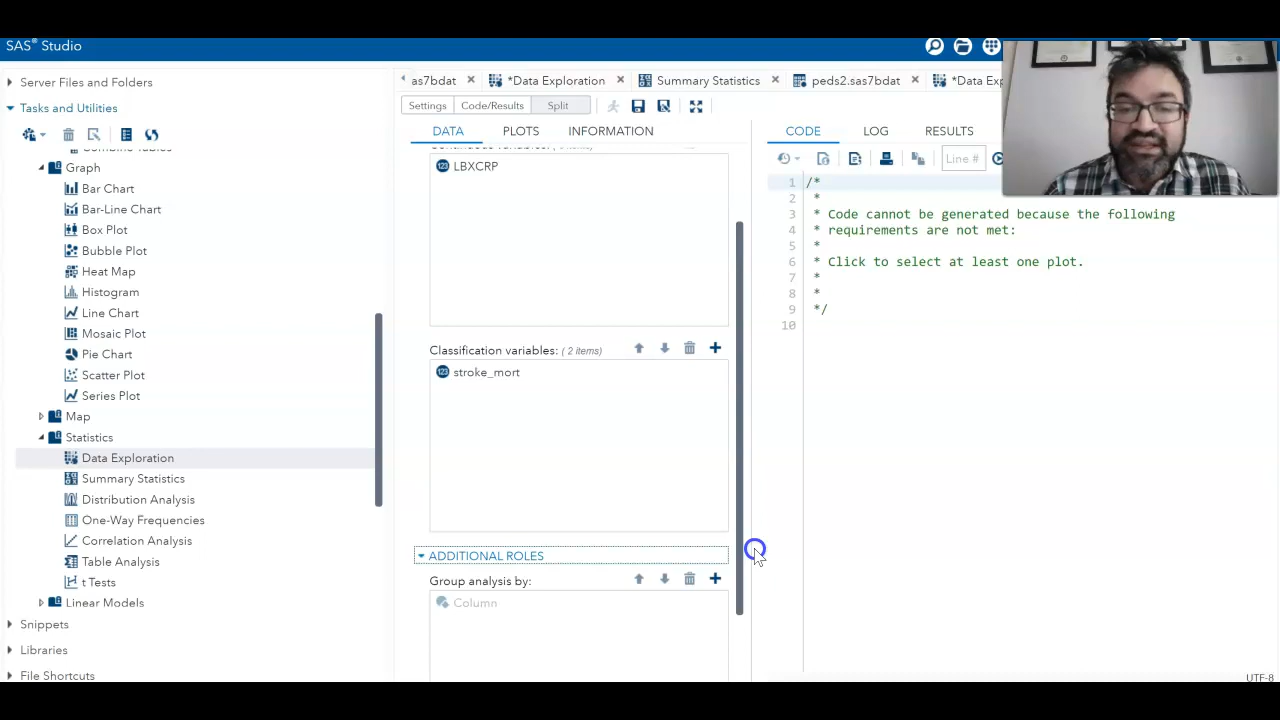 SAS® Studio
Server Files and Folders
Tasks and Utilities
Graph
Bar Chart
Bar-Line Chart
Box Plot
Bubble Plot
Heat Map
Histogram
Line Chart
Mosaic Plot
Pie Chart
Scatter Plot
Series Plot
Map
Statistics
Data Exploration
Summary Statistics
Distribution Analysis
One-Way Frequencies
Correlation Analysis
Table Analysis
t Tests
Linear Models
Snippets
Libraries
File Shortcuts
as7bdat *Data Exploration Summary Statistics peds2.sas7bdat *Data Exp
Settings Code/Results Split
DATA PLOTS INFORMATION
LBXCRP
Classification variables: ( 2 items)
stroke_mort
ADDITIONAL ROLES
Group analysis by:
Column
CODE LOG RESULTS
Line #
1 /*
2 *
3 * Code cannot be generated because the following
4 * requirements are not met:
5 *
6 * Click to select at least one plot.
7 *
8 *
9 */
10
UTF-8